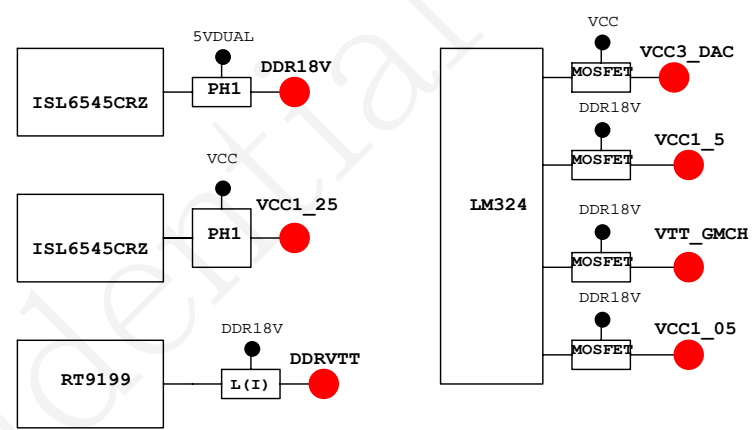 5VDUAL
DDR18V
ISL6545CRZ
PH1
VCC
VCC1_25
ISL6545CRZ
PH1
DDR18V
DDRVTT
RT9199
L(I)
LM324
VCC
VCC3_DAC
MOSFET
DDR18V
VCC1_5
MOSFET
DDR18V
VTT_GMCH
MOSFET
DDR18V
VCC1_05
MOSFET
dential